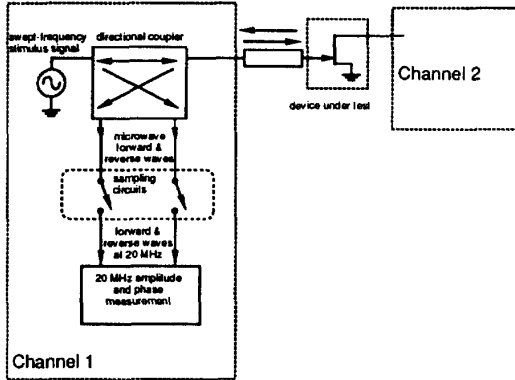 swept-frequency
stimulus signal
directional coupler
device under test
Channel 2
microwave
forward &
reverse waves
sampling
circuits
forward &
reverse waves
at 20 MHz
20 MHz amplitude
and phase
measurement
Channel 1